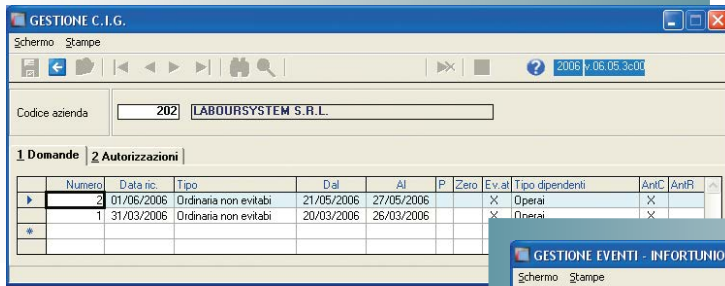 GESTIONE C.I.G.
Schermo Stampe
2006 v.06.05.3c00
Codice azienda 202 LABOURSYSTEM S.R.L.
1 Domande 2 Autorizzazioni
Numero Data ric. Tipo Dal Al P Zero Ev.at Tipo dipendenti AntC AntR
2 01/06/2006 Ordinaria non evitabi 21/05/2006 27/05/2006 X Operai X
1 31/03/2006 Ordinaria non evitabi 20/03/2006 26/03/2006 X Operai X
GESTIONE EVENTI - INFORTUNIO
Schermo Stampe